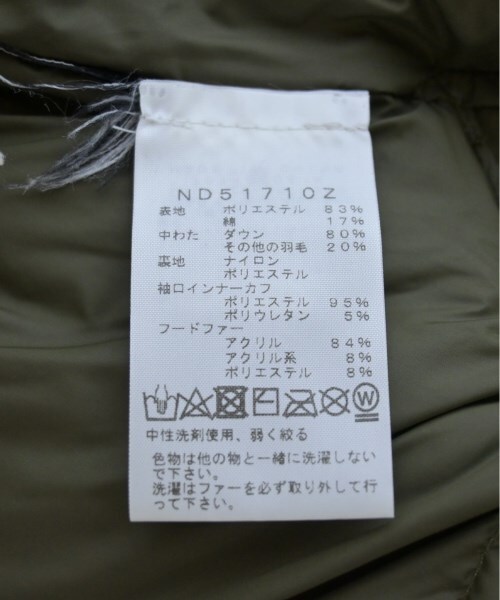 ND51710Z
表地 ポリエステル 83%
綿 17%
中わた ダウン 80%
その他の羽毛 20%
裏地 ナイロン
ポリエステル
袖口インナーカフ
ポリエステル 95%
ポリウレタン 5%
フードファー
アクリル 84%
アクリル系 8%
ポリエステル 8%
中性洗剤使用、弱く絞る
色物は他の物と一緒に洗濯しない
で下さい。
洗濯はファーを必ず取り外して行
って下さい。